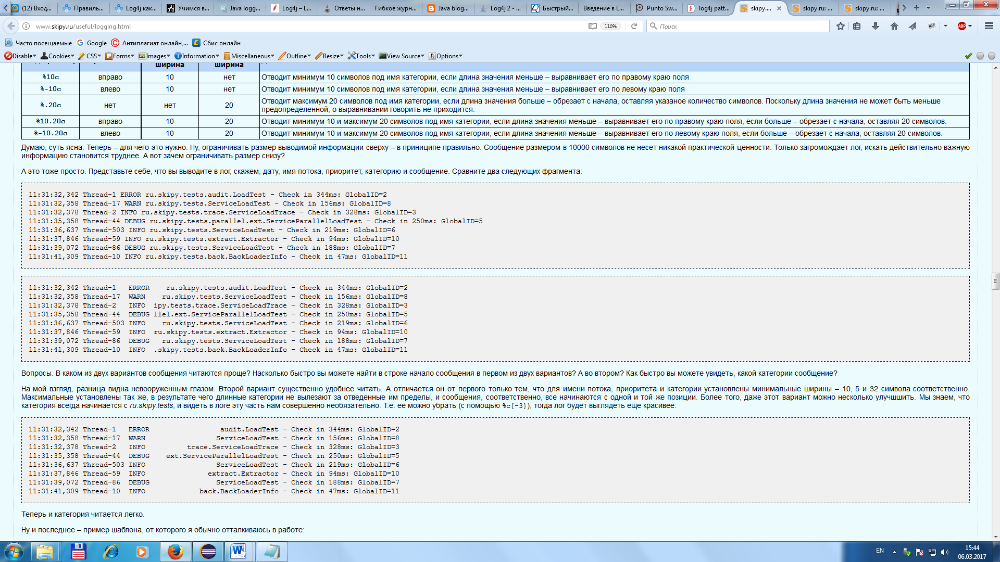 (12) Вход...
Правиль...
Log4j как...
Учимся в...
Java logg...
Log4j – L...
Ответы н...
Гибкое журн...
Java blog...
Log4j 2 - ...
Быстрый...
Введение в L...
Punto Sw...
log4j patt...
skipy....
skipy.ru: ...
skipy.ru: ...
www.skipy.ru/useful/logging.html
110%
Поиск
ABP
Часто посещаемые
Google
Антиплагиат онлайн,...
Сбис онлайн
Disable
Cookies
CSS
Forms
Images
Information
Miscellaneous
Outline
Resize
Tools
View Source
Options
ширина ширина
%10c вправо 10 нет Отводит минимум 10 символов под имя категории, если длина значения меньше – выравнивает его по правому краю поля
%-10c влево 10 нет Отводит минимум 10 символов под имя категории, если длина значения меньше – выравнивает его по левому краю поля
%.20c нет нет 20 Отводит максимум 20 символов под имя категории, если длина значения больше – обрезает с начала, оставляя указаное количество символов. Поскольку длина значения не может быть меньше
предопределенной, о выравнивании говорить не приходится.
%10.20c вправо 10 20 Отводит минимум 10 и максимум 20 символов под имя категории, если длина значения меньше – выравнивает его по правому краю поля, если больше – обрезает с начала, оставляя 20 символов.
%-10.20c влево 10 20 Отводит минимум 10 и максимум 20 символов под имя категории, если длина значения меньше – выравнивает его по левому краю поля, если больше – обрезает с начала, оставляя 20 символов.
Думаю, суть ясна. Теперь – для чего это нужно. Ну, ограничивать размер выводимой информации сверху – в приниципе правильно. Сообщение размером в 10000 символов не несет никакой практической ценности. Только загромождает лог, искать действительно важную
информацию становится труднее. А вот зачем ограничивать размер снизу?
А это тоже просто. Представьте себе, что вы выводите в лог, скажем, дату, имя потока, приоритет, категорию и сообщение. Сравните два следующих фрагмента:
11:31:32,342 Thread-1 ERROR ru.skipy.tests.audit.LoadTest - Check in 344ms: GlobalID=2
11:31:32,358 Thread-17 WARN ru.skipy.tests.ServiceLoadTest - Check in 156ms: GlobalID=8
11:31:32,378 Thread-2 INFO ru.skipy.tests.trace.ServiceLoadTrace - Check in 328ms: GlobalID=3
11:31:35,358 Thread-44 DEBUG ru.skipy.tests.parallel.ext.ServiceParallelLoadTest - Check in 250ms: GlobalID=5
11:31:36,637 Thread-503 INFO ru.skipy.tests.ServiceLoadTest - Check in 219ms: GlobalID=6
11:31:37,846 Thread-59 INFO ru.skipy.tests.extract.Extractor - Check in 94ms: GlobalID=10
11:31:39,072 Thread-86 DEBUG ru.skipy.tests.ServiceLoadTest - Check in 188ms: GlobalID=7
11:31:41,309 Thread-10 INFO ru.skipy.tests.back.BackLoaderInfo - Check in 47ms: GlobalID=11
11:31:32,342 Thread-1 ERROR ru.skipy.tests.audit.LoadTest - Check in 344ms: GlobalID=2
11:31:32,358 Thread-17 WARN ru.skipy.tests.ServiceLoadTest - Check in 156ms: GlobalID=8
11:31:32,378 Thread-2 INFO ipy.tests.trace.ServiceLoadTrace - Check in 328ms: GlobalID=3
11:31:35,358 Thread-44 DEBUG llel.ext.ServiceParallelLoadTest - Check in 250ms: GlobalID=5
11:31:36,637 Thread-503 INFO ru.skipy.tests.ServiceLoadTest - Check in 219ms: GlobalID=6
11:31:37,846 Thread-59 INFO ru.skipy.tests.extract.Extractor - Check in 94ms: GlobalID=10
11:31:39,072 Thread-86 DEBUG ru.skipy.tests.ServiceLoadTest - Check in 188ms: GlobalID=7
11:31:41,309 Thread-10 INFO .skipy.tests.back.BackLoaderInfo - Check in 47ms: GlobalID=11
Вопросы. В каком из двух вариантов сообщения читаются проще? Насколько быстро вы можете найти в строке начало сообщения в первом из двух вариантов? А во втором? Как быстро вы можете увидеть, какой категории сообщение?
На мой взгляд, разница видна невооруженным глазом. Второй вариант существенно удобнее читать. А отличается он от первого только тем, что для имени потока, приоритета и категории установлены минимальные ширины – 10, 5 и 32 символа соответственно.
Максимальные установлены так же, в результате чего длинные категории не вылезают за отведенные им пределы, и сообщения, соответственно, все начинаются с одной и той же позиции. Более того, даже этот вариант можно несколько улучшшить. Мы знаем, что
категория всегда начинается с ru.skipy.tests, и видеть в логе эту часть нам совершенно необязательно. Т.е. ее можно убрать (с помощью %c{-3}), тогда лог будет выглядеть еще красивее:
11:31:32,342 Thread-1 ERROR audit.LoadTest - Check in 344ms: GlobalID=2
11:31:32,358 Thread-17 WARN ServiceLoadTest - Check in 156ms: GlobalID=8
11:31:32,378 Thread-2 INFO trace.ServiceLoadTrace - Check in 328ms: GlobalID=3
11:31:35,358 Thread-44 DEBUG ext.ServiceParallelLoadTest - Check in 250ms: GlobalID=5
11:31:36,637 Thread-503 INFO ServiceLoadTest - Check in 219ms: GlobalID=6
11:31:37,846 Thread-59 INFO extract.Extractor - Check in 94ms: GlobalID=10
11:31:39,072 Thread-86 DEBUG ServiceLoadTest - Check in 188ms: GlobalID=7
11:31:41,309 Thread-10 INFO back.BackLoaderInfo - Check in 47ms: GlobalID=11
Теперь и категория читается легко.
Ну и последнее – пример шаблона, от которого я обычно отталкиваюсь в работе:
EN
15:44
06.03.2017